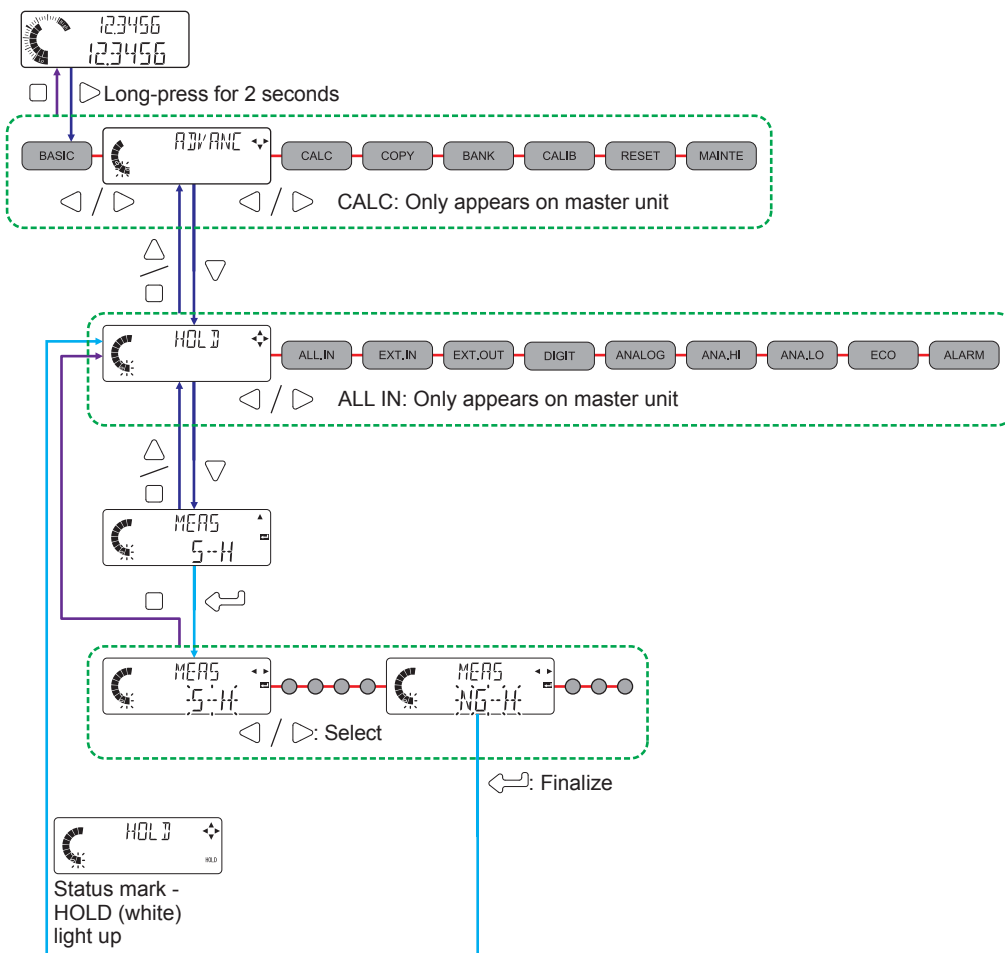 12.3456
12.3456
Long-press for 2 seconds
BASIC ADVANC CALC COPY BANK CALIB RESET MAINTE
/ / CALC: Only appears on master unit
HOLD ALL.IN EXT.IN EXT.OUT DIGIT ANALOG ANA.HI ANA.LO ECO ALARM
/ ALL IN: Only appears on master unit
MEAS
S-H
MEAS MEAS
S-H NG-H
/ : Select
: Finalize
HOLD
HOLD
Status mark -
HOLD (white)
light up